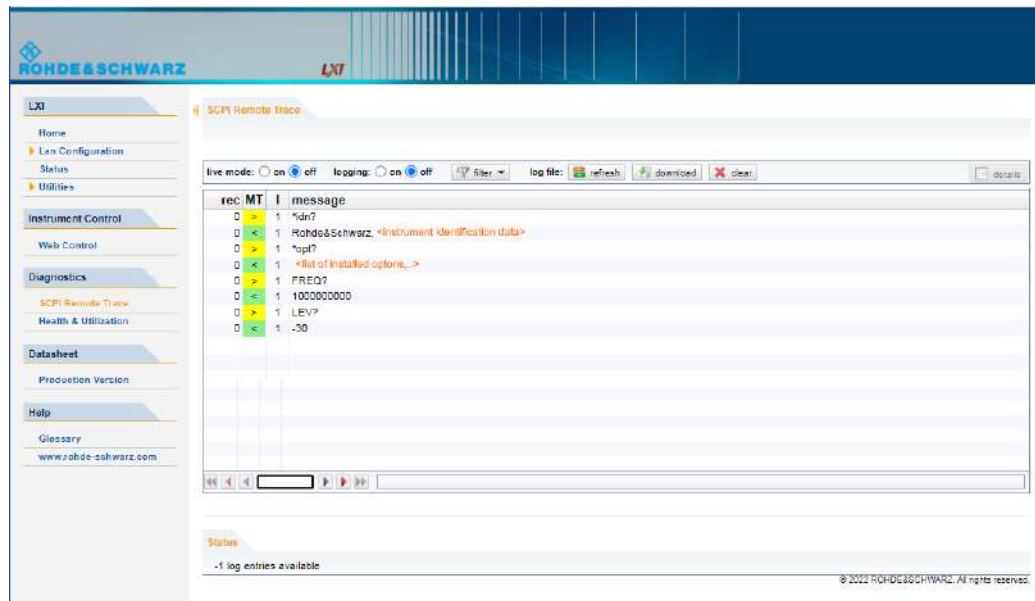 ROHDE&SCHWARZ
LXI
LXI
Home
Lan Configuration
Status
Utilities
Instrument Control
Web Control
Diagnostics
SCPI Remote Trace
Health & Utilization
Datasheet
Production Version
Help
Glossary
www.rohde-schwarz.com
SCPI Remote Trace
live mode: on off logging: on off filter log file: refresh download clear details
rec MT I message
0 > 1 *idn?
0 < 1 Rohde&Schwarz, <instrument identification data>
0 > 1 *opt?
0 < 1 <list of installed optons,..>
0 > 1 FREQ?
0 < 1 1000000000
0 > 1 LEV?
0 < 1 -30
Status
-1 log entries available
© 2022 ROHDE&SCHWARZ. All rights reserved.